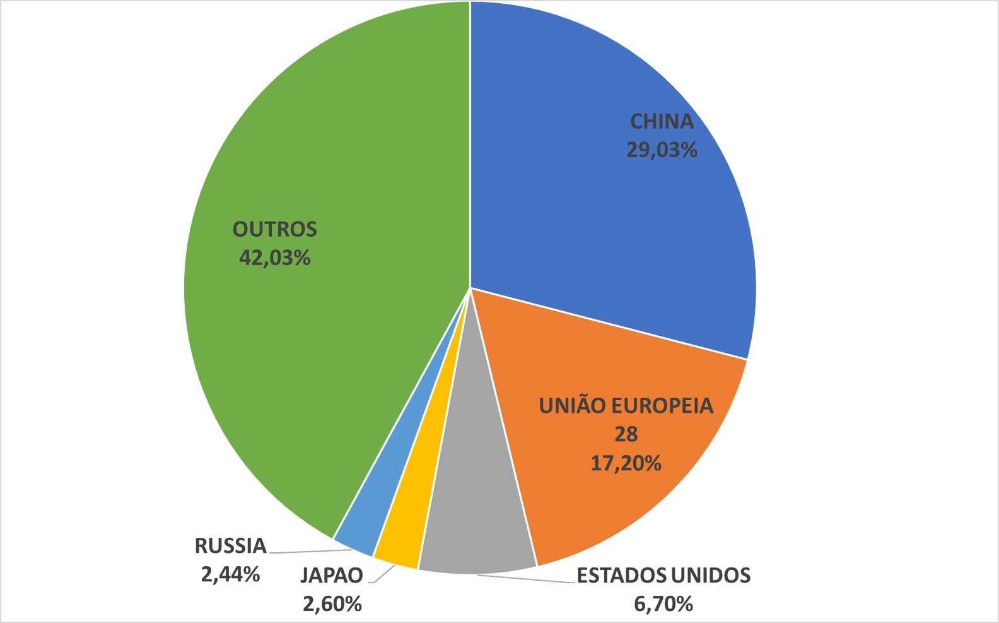 CHINA
29,03%
OUTROS
42,03%
UNIÃO EUROPEIA
28
17,20%
RUSSIA
2,44%
JAPAO
2,60%
ESTADOS UNIDOS
6,70%